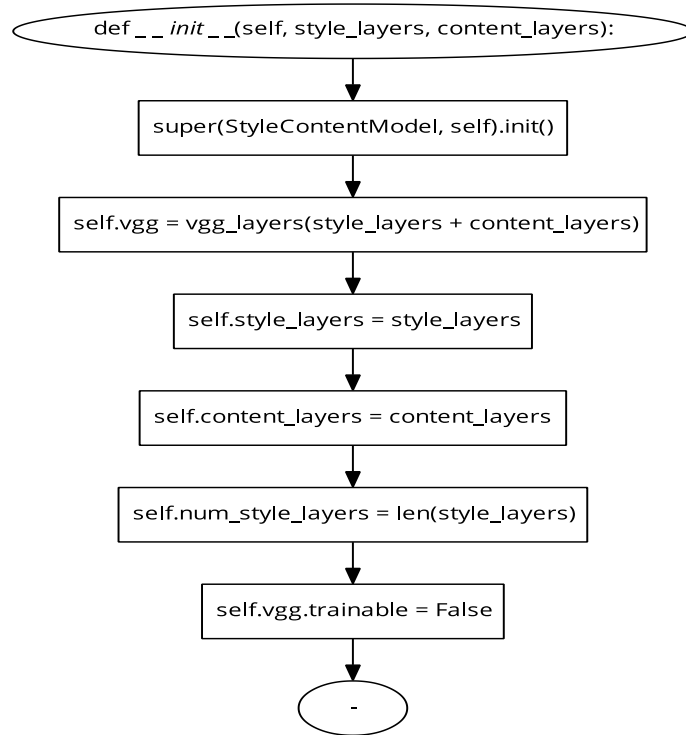 def _ _ init _ _(self, style_layers, content_layers):
super(StyleContentModel, self).init()
self.vgg = vgg_layers(style_layers + content_layers)
self.style_layers = style_layers
self.content_layers = content_layers
self.num_style_layers = len(style_layers)
self.vgg.trainable = False
-